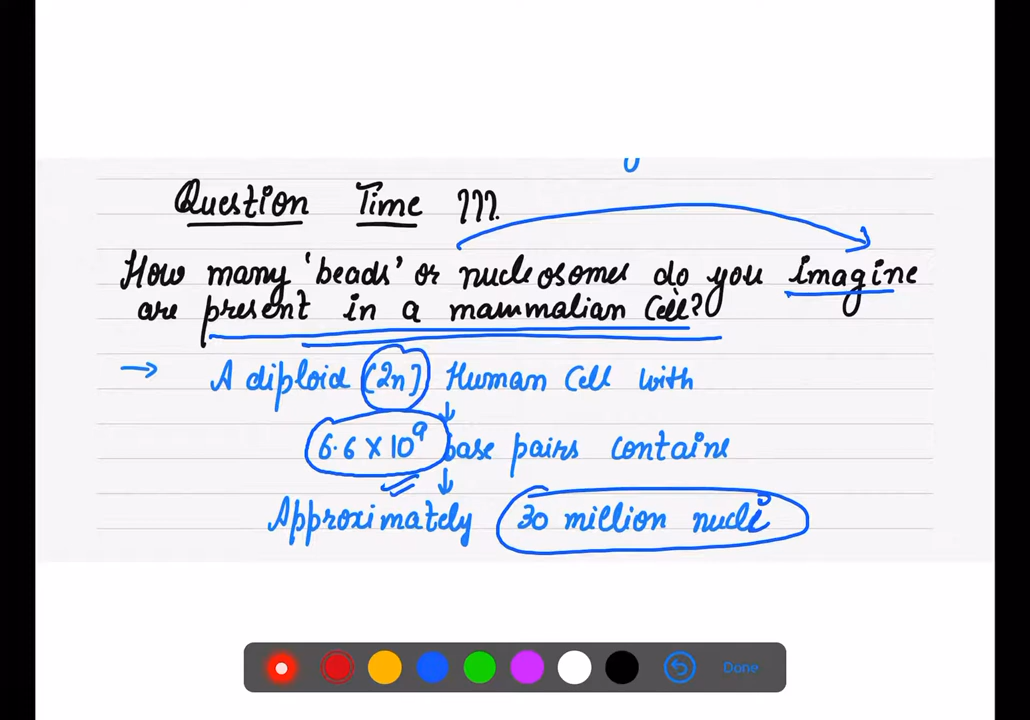 Question Time ???.
How many 'beads' or nucleosomes do you imagine
are present in a mammalian Cell?
→ A diploid (2n) Human Cell with
6.6 × 10⁹ base pairs contains
Approximately 30 million nuclei
Done